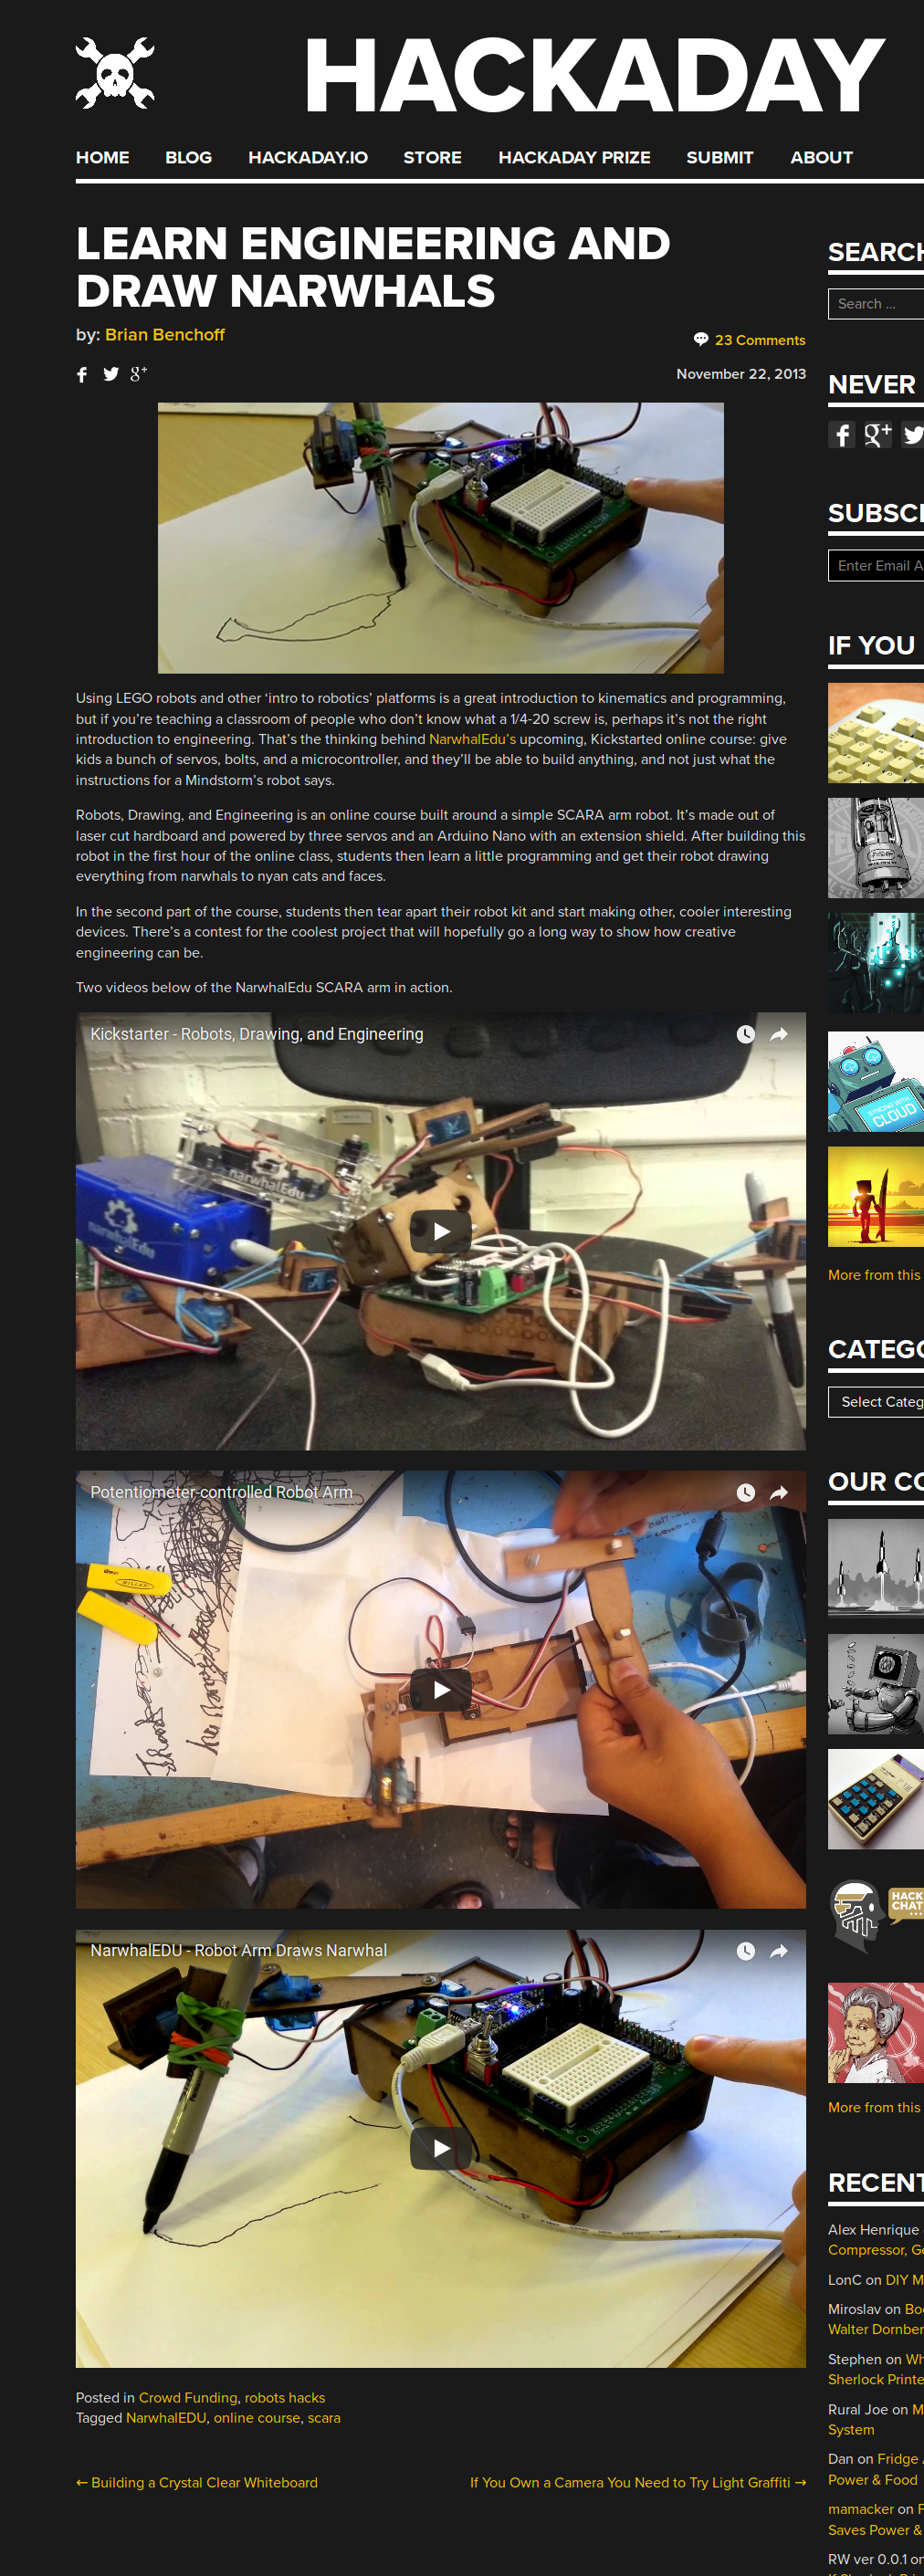 HACKADAY
HOME BLOG HACKADAY.IO STORE HACKADAY PRIZE SUBMIT ABOUT
LEARN ENGINEERING AND
DRAW NARWHALS
by: Brian Benchoff
23 Comments
November 22, 2013
Using LEGO robots and other ‘intro to robotics’ platforms is a great introduction to kinematics and programming,
but if you’re teaching a classroom of people who don’t know what a 1/4-20 screw is, perhaps it’s not the right
introduction to engineering. That’s the thinking behind NarwhalEdu’s upcoming, Kickstarted online course: give
kids a bunch of servos, bolts, and a microcontroller, and they’ll be able to build anything, and not just what the
instructions for a Mindstorm’s robot says.
Robots, Drawing, and Engineering is an online course built around a simple SCARA arm robot. It’s made out of
laser cut hardboard and powered by three servos and an Arduino Nano with an extension shield. After building this
robot in the first hour of the online class, students then learn a little programming and get their robot drawing
everything from narwhals to nyan cats and faces.
In the second part of the course, students then tear apart their robot kit and start making other, cooler interesting
devices. There’s a contest for the coolest project that will hopefully go a long way to show how creative
engineering can be.
Two videos below of the NarwhalEdu SCARA arm in action.
Kickstarter - Robots, Drawing, and Engineering
narwhalEdu
narwhalEdu
Potentiometer-controlled Robot Arm
NarwhalEDU - Robot Arm Draws Narwhal
Posted in Crowd Funding, robots hacks
Tagged NarwhalEDU, online course, scara
← Building a Crystal Clear Whiteboard
If You Own a Camera You Need to Try Light Graffiti →
SEARCH
Search ...
NEVER
SUBSC
Enter Email A
IF YOU
SYNCING WITH
CLOUD
More from this
CATEG
Select Categ
OUR CO
HACK
CHAT
More from this
RECENT
Alex Henrique
Compressor, Ge
LonC on DIY M
Miroslav on Boo
Walter Dornber
Stephen on Wh
Sherlock Printe
Rural Joe on M
System
Dan on Fridge
Power & Food
mamacker on F
Saves Power &
RW ver 0.0.1 or